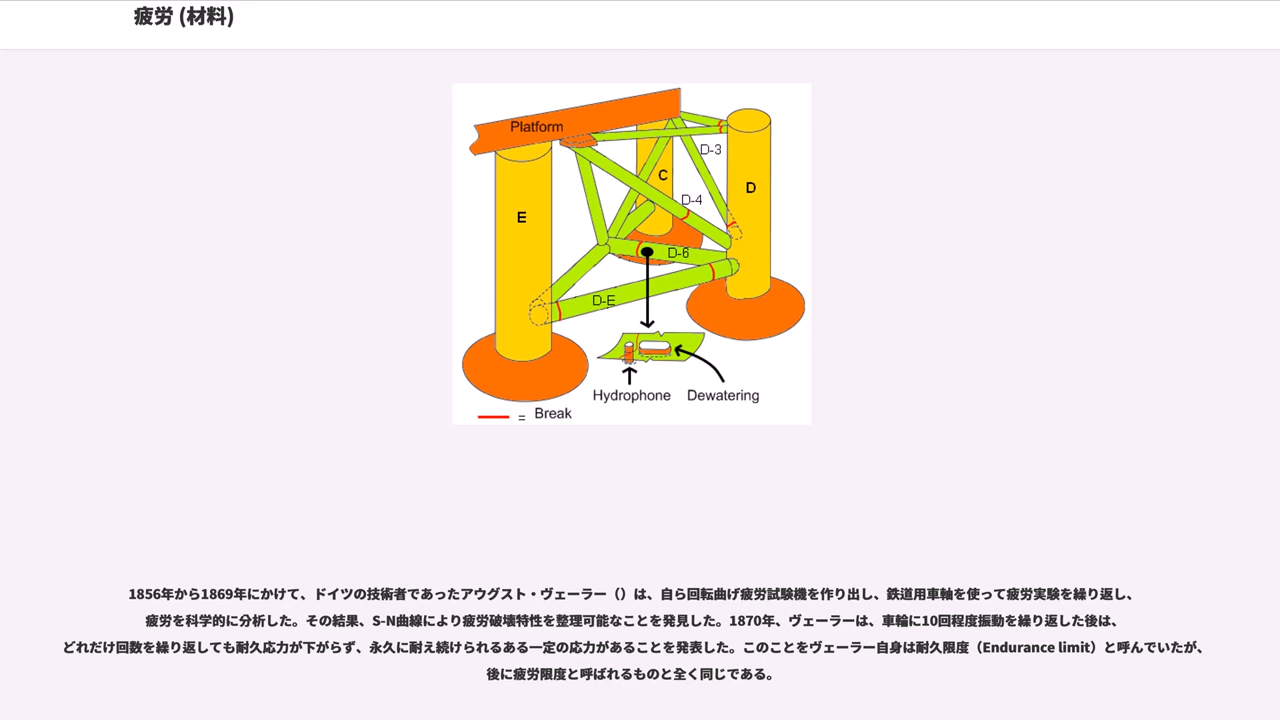 疲労 (材料)
Platform
D-3
C
D
D-4
E
D-6
D-E
Hydrophone Dewatering
= Break
1856年から1869年にかけて、ドイツの技術者であったアウグスト・ヴェーラー（）は、自ら回転曲げ疲労試験機を作り出し、鉄道用車軸を使って疲労実験を繰り返し、
疲労を科学的に分析した。その結果、S-N曲線により疲労破壊特性を整理可能なことを発見した。1870年、ヴェーラーは、車輪に10回程度振動を繰り返した後は、
どれだけ回数を繰り返しても耐久応力が下がらず、永久に耐え続けられるある一定の応力があることを発表した。このことをヴェーラー自身は耐久限度（Endurance limit）と呼んでいたが、
後に疲労限度と呼ばれるものと全く同じである。